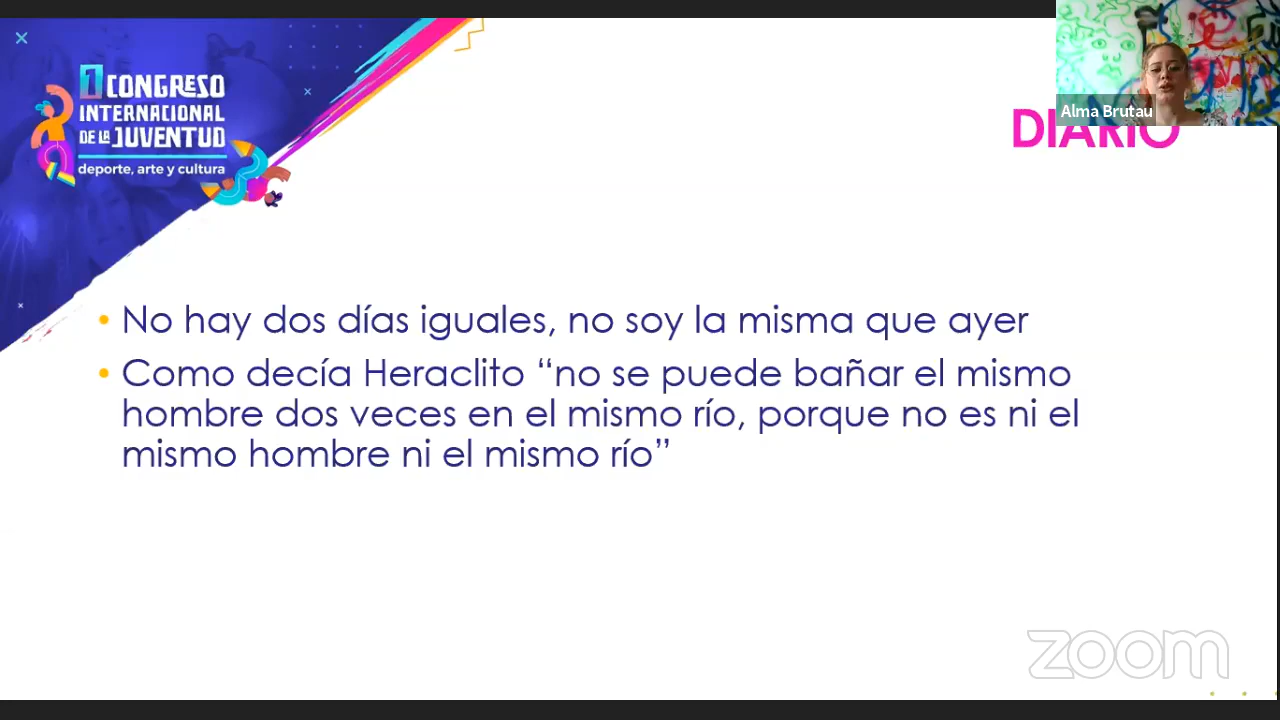 1 CONGRESO
INTERNACIONAL
DE LA JUVENTUD
deporte, arte y cultura
Alma Brutau
DIARIO
• No hay dos días iguales, no soy la misma que ayer
• Como decía Heraclito “no se puede bañar el mismo
hombre dos veces en el mismo río, porque no es ni el
mismo hombre ni el mismo río”
zoom